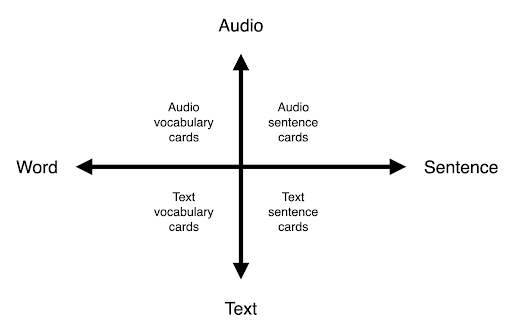 Audio
Audio
vocabulary
cards
Audio
sentence
cards
Word
Sentence
Text
vocabulary
cards
Text
sentence
cards
Text